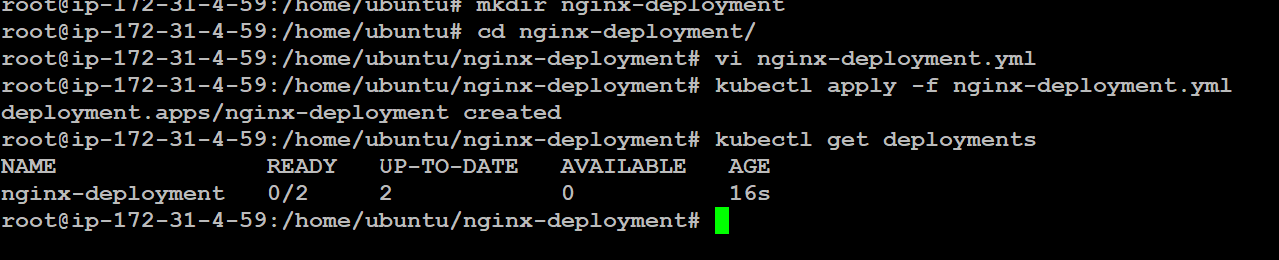 root@ip-172-31-4-59:/home/ubuntu# mkdir nginx-deployment
root@ip-172-31-4-59:/home/ubuntu# cd nginx-deployment/
root@ip-172-31-4-59:/home/ubuntu/nginx-deployment# vi nginx-deployment.yml
root@ip-172-31-4-59:/home/ubuntu/nginx-deployment# kubectl apply -f nginx-deployment.yml
deployment.apps/nginx-deployment created
root@ip-172-31-4-59:/home/ubuntu/nginx-deployment# kubectl get deployments
NAME               READY   UP-TO-DATE   AVAILABLE   AGE
nginx-deployment   0/2     2            0           16s
root@ip-172-31-4-59:/home/ubuntu/nginx-deployment#